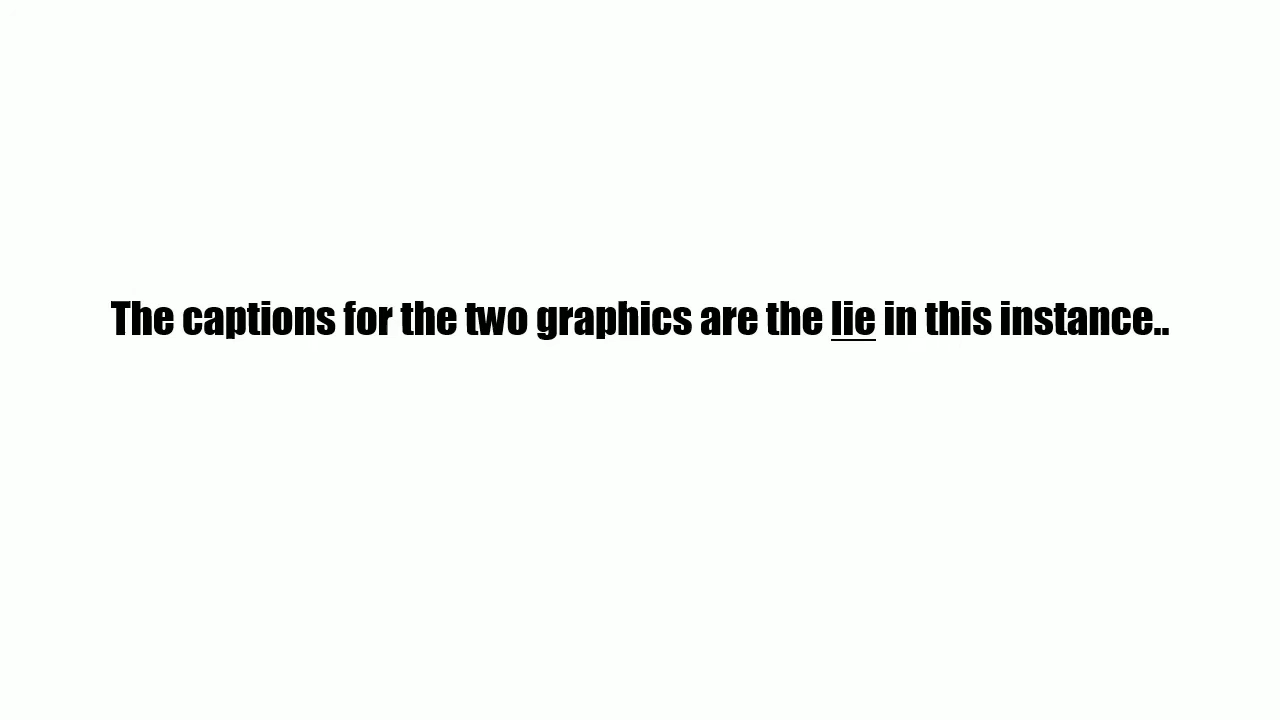 The captions for the two graphics are the lie in this instance..